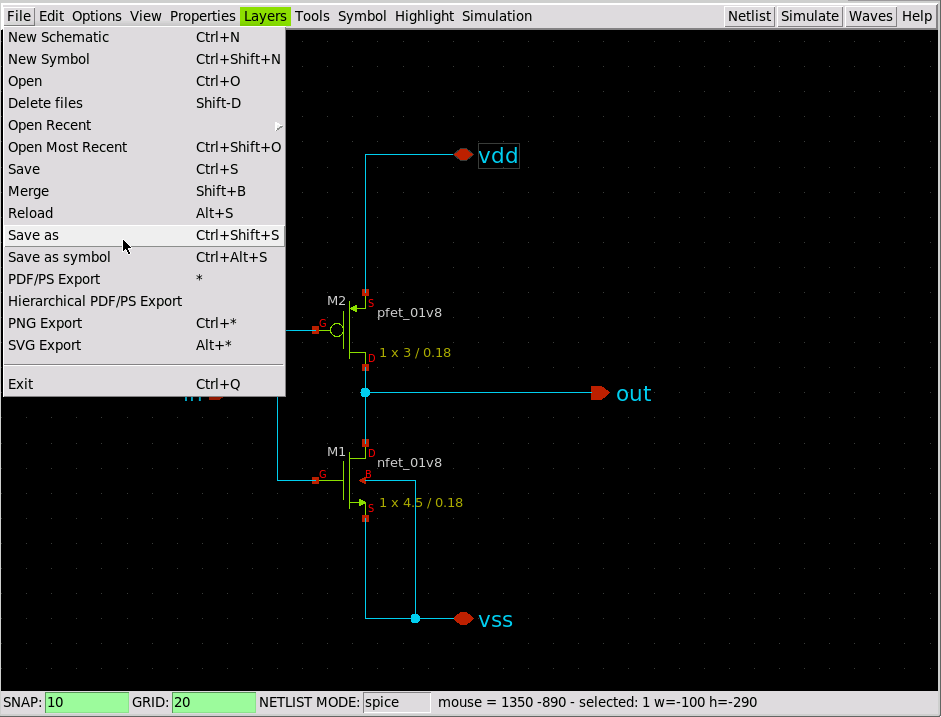 File Edit Options View Properties Layers Tools Symbol Highlight Simulation Netlist Simulate Waves Help
New Schematic Ctrl+N
New Symbol Ctrl+Shift+N
Open Ctrl+O
Delete files Shift-D
Open Recent
Open Most Recent Ctrl+Shift+O
Save Ctrl+S
Merge Shift+B
Reload Alt+S
Save as Ctrl+Shift+S
Save as symbol Ctrl+Alt+S
PDF/PS Export *
Hierarchical PDF/PS Export
PNG Export Ctrl+*
SVG Export Alt+*
Exit Ctrl+Q
vdd
M2
S
pfet_01v8
G
D
1 x 3 / 0.18
out
M1
D
nfet_01v8
G
B
S
1 x 4.5 / 0.18
vss
SNAP: 10 GRID: 20 NETLIST MODE: spice mouse = 1350 -890 - selected: 1 w=-100 h=-290